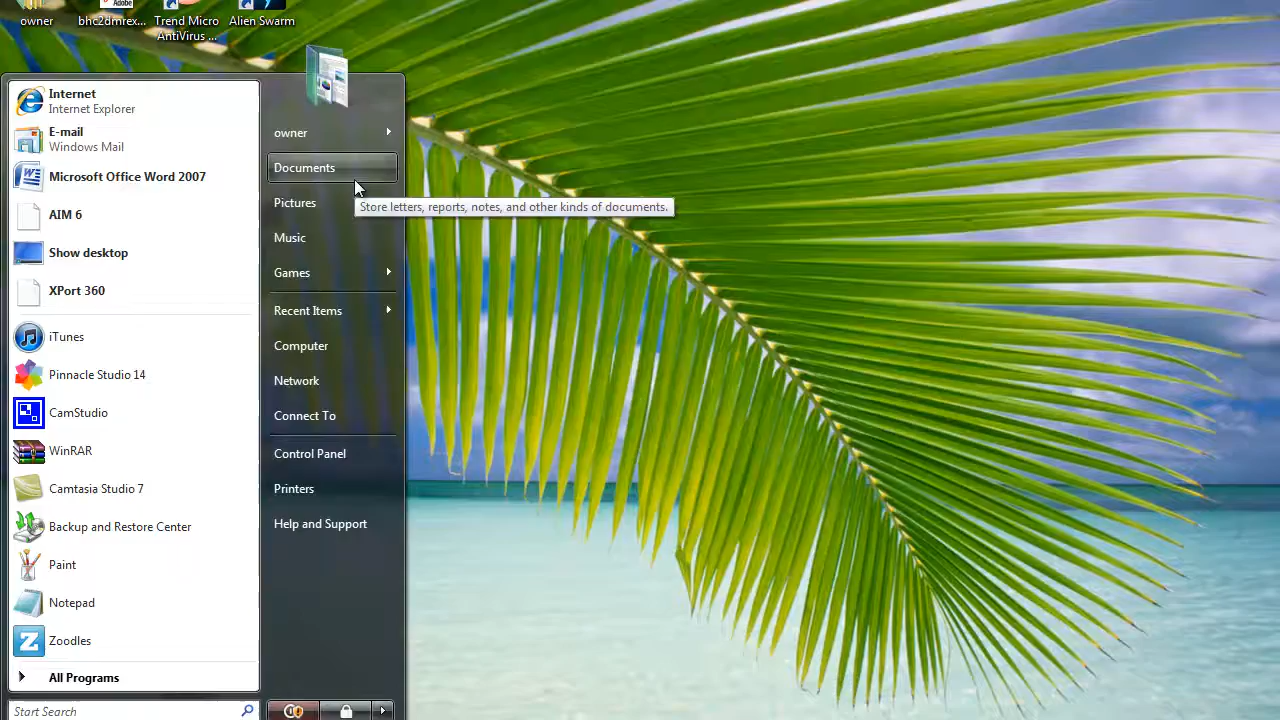 owner
bhc2dmrex...
Trend Micro
AntiVirus ...
Alien Swarm
Adobe
Internet
Internet Explorer
E-mail
Windows Mail
Microsoft Office Word 2007
AIM 6
Show desktop
XPort 360
iTunes
Pinnacle Studio 14
CamStudio
WinRAR
Camtasia Studio 7
Backup and Restore Center
Paint
Notepad
Zoodles
All Programs
Start Search
owner
Documents
Store letters, reports, notes, and other kinds of documents.
Pictures
Music
Games
Recent Items
Computer
Network
Connect To
Control Panel
Printers
Help and Support